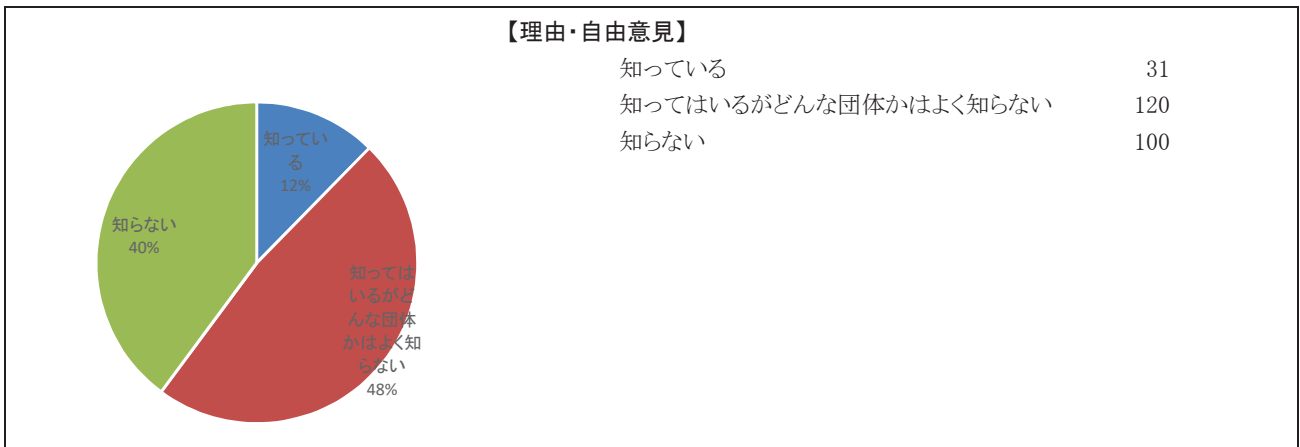 【理由・自由意見】
知っている 31
知ってはいるがどんな団体かはよく知らない 120
知らない 100
知ってい
る
12%
知らない
40%
知っては
いるがど
んな団体
かはよく知
らない
48%